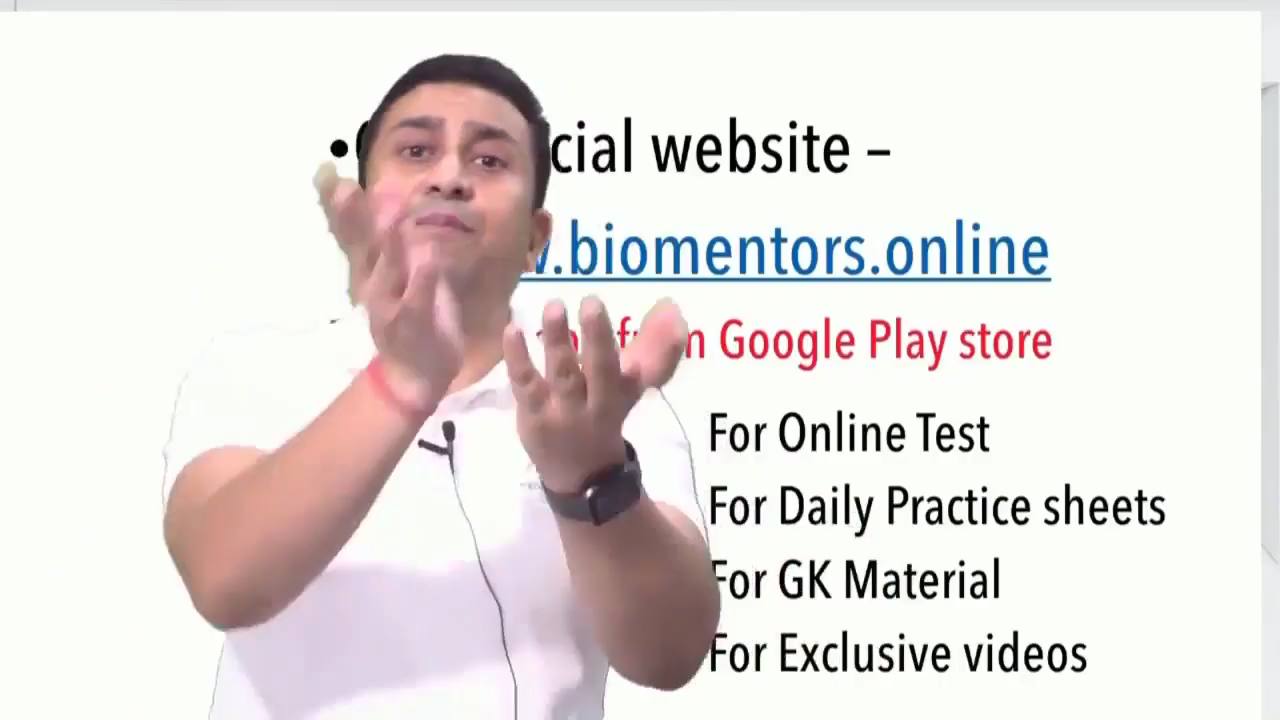 cial website –
.biomentors.online
Google Play store
For Online Test
For Daily Practice sheets
For GK Material
For Exclusive videos